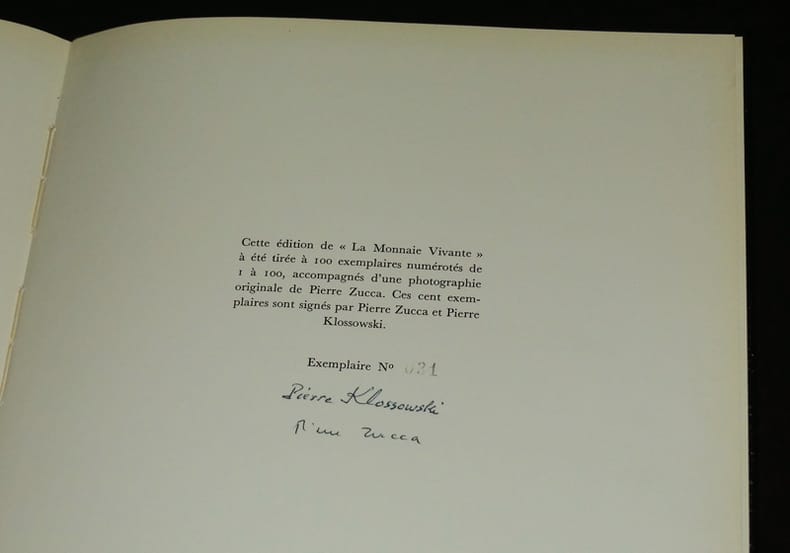 Cette édition de « La Monnaie Vivante »
à été tirée à 100 exemplaires numérotés de
1 à 100, accompagnés d'une photographie
originale de Pierre Zucca. Ces cent exem-
plaires sont signés par Pierre Zucca et Pierre
Klossowski.
Exemplaire Nº 031
Pierre Klossowski
Pierre Zucca